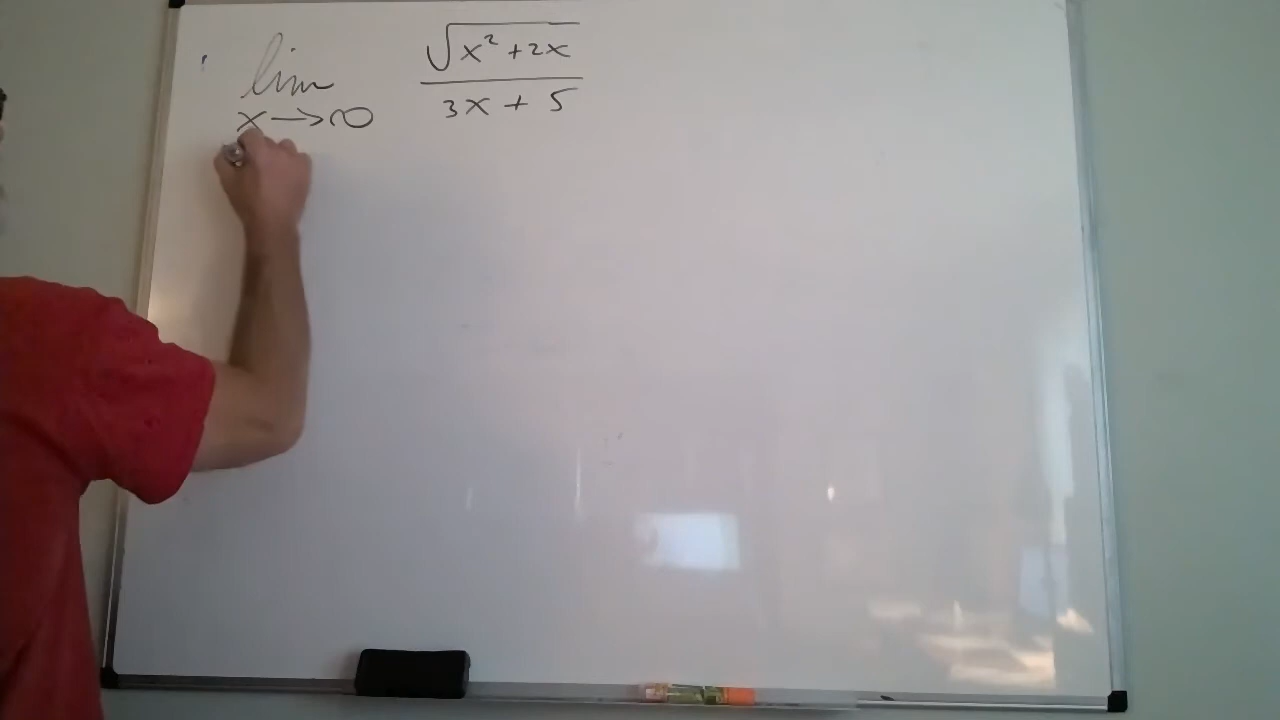 lim √(x²+2x) / (3x + 5)
x→∞